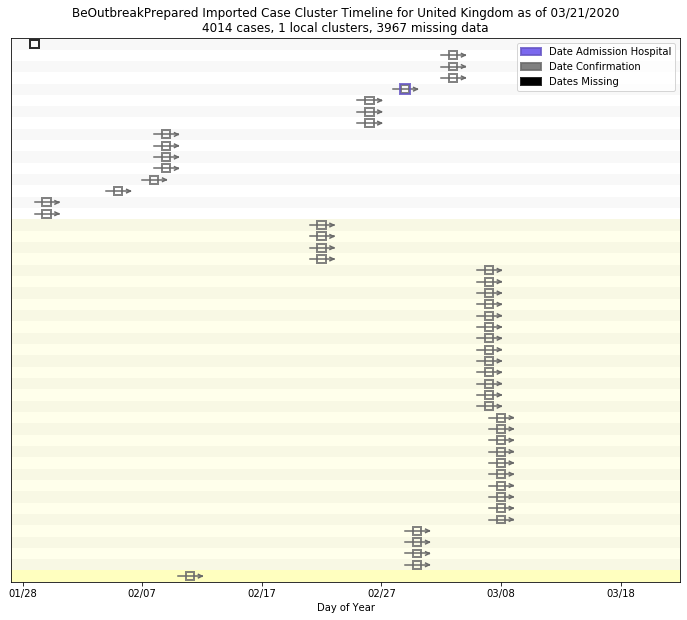 BeOutbreakPrepared Imported Case Cluster Timeline for United Kingdom as of 03/21/2020
4014 cases, 1 local clusters, 3967 missing data
Date Admission Hospital
Date Confirmation
Dates Missing
01/28 02/07 02/17 02/27 03/08 03/18
Day of Year